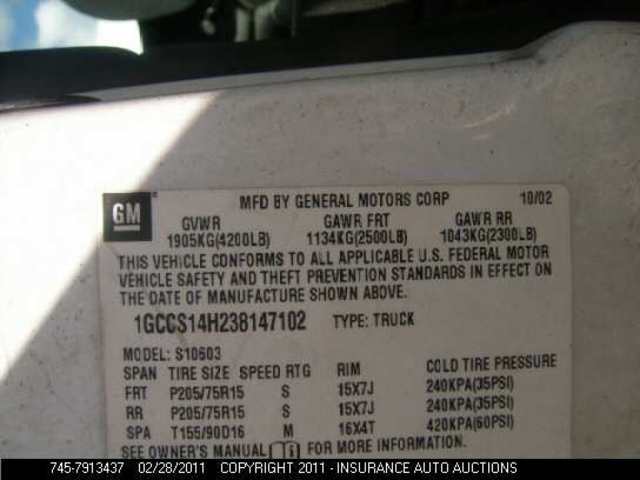 GM
MFD BY GENERAL MOTORS CORP 10/02
GVWR GAWR FRT GAWR RR
1905KG(4200LB) 1134KG(2500LB) 1043KG(2300LB)
THIS VEHICLE CONFORMS TO ALL APPLICABLE U.S. FEDERAL MOTOR
VEHICLE SAFETY AND THEFT PREVENTION STANDARDS IN EFFECT ON
THE DATE OF MANUFACTURE SHOWN ABOVE.
1GCCS14H238147102 TYPE: TRUCK
MODEL: S10603
SPAN TIRE SIZE SPEED RTG RIM COLD TIRE PRESSURE
FRT P205/75R15 S 15X7J 240KPA(35PSI)
RR P205/75R15 S 15X7J 240KPA(35PSI)
SPA T155/90D16 M 16X4T 420KPA(60PSI)
SEE OWNER'S MANUAL FOR MORE INFORMATION.
745-7913437 02/28/2011 COPYRIGHT 2011 - INSURANCE AUTO AUCTIONS